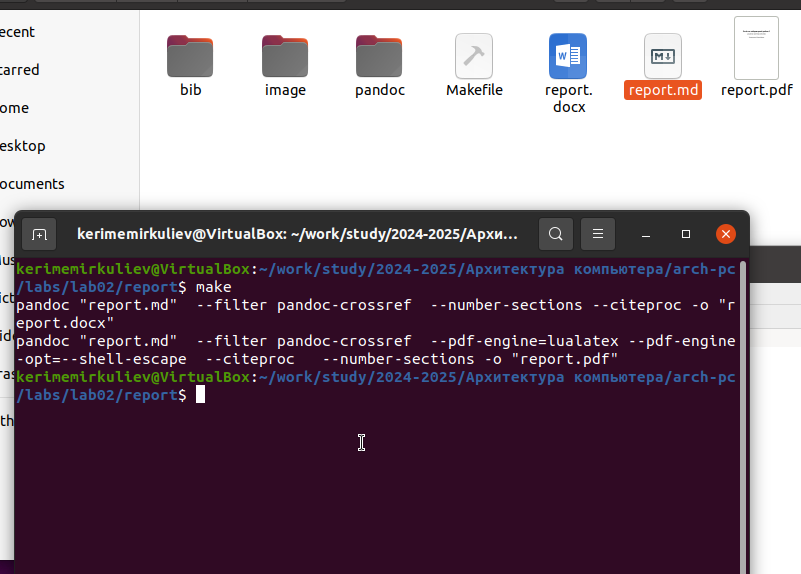 ecent
arred
ome
esktop
ocuments
bib
image
pandoc
Makefile
report.
docx
report.md
report.pdf
kerimemirkuliev@VirtualBox: ~/work/study/2024-2025/Архи...
kerimemirkuliev@VirtualBox:~/work/study/2024-2025/Архитектура компьютера/arch-pc
/labs/lab02/report$ make
pandoc "report.md"  --filter pandoc-crossref  --number-sections --citeproc -o "r
eport.docx"
pandoc "report.md"  --filter pandoc-crossref  --pdf-engine=lualatex --pdf-engine
-opt=--shell-escape  --citeproc   --number-sections -o "report.pdf"
kerimemirkuliev@VirtualBox:~/work/study/2024-2025/Архитектура компьютера/arch-pc
/labs/lab02/report$